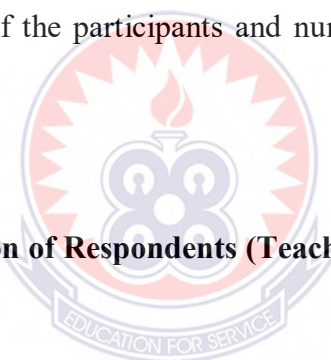 f the participants and nur
on of Respondents (Teach
EDUCATION FOR SERVICE